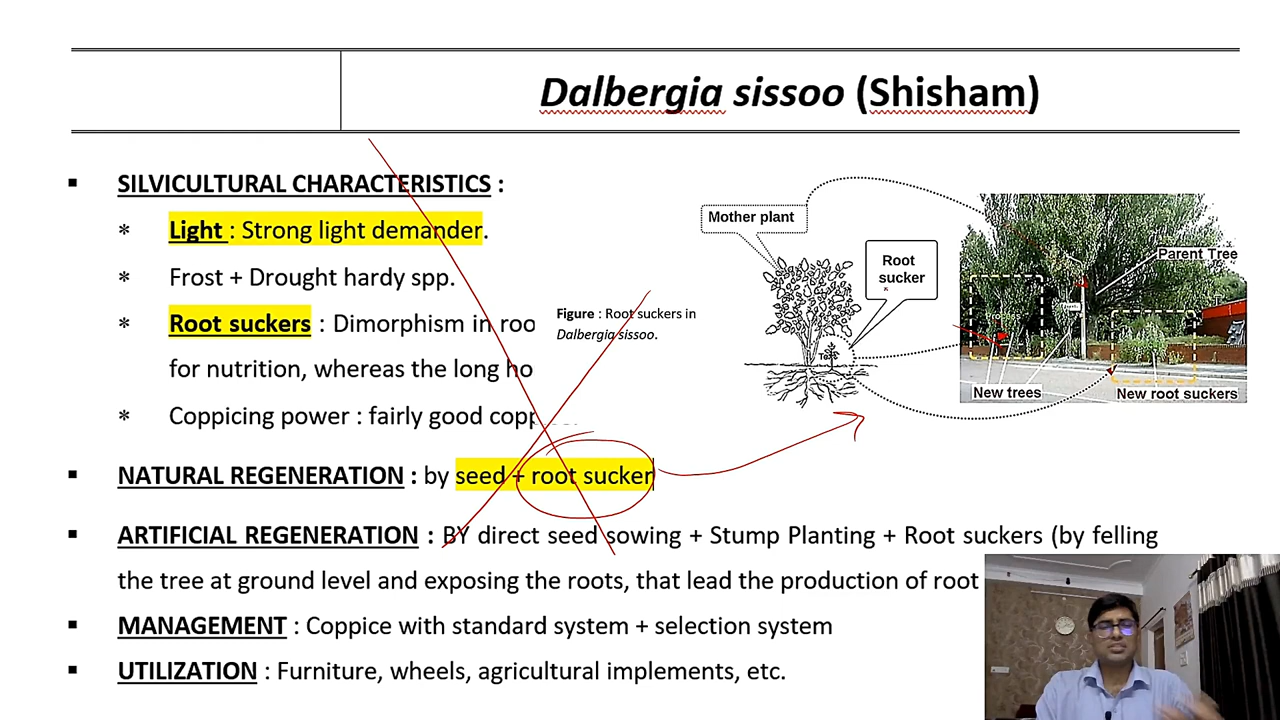 Dalbergia sissoo (Shisham)
▪ SILVICULTURAL CHARACTERISTICS :
* Light : Strong light demander.
* Frost + Drought hardy spp.
* Root suckers : Dimorphism in roo
for nutrition, whereas the long ho
* Coppicing power : fairly good copp
Figure : Root suckers in
Dalbergia sissoo.
Mother plant
Root
sucker
Parent Tree
New trees
New root suckers
▪ NATURAL REGENERATION : by seed + root sucker
▪ ARTIFICIAL REGENERATION : BY direct seed sowing + Stump Planting + Root suckers (by felling
the tree at ground level and exposing the roots, that lead the production of root
▪ MANAGEMENT : Coppice with standard system + selection system
▪ UTILIZATION : Furniture, wheels, agricultural implements, etc.